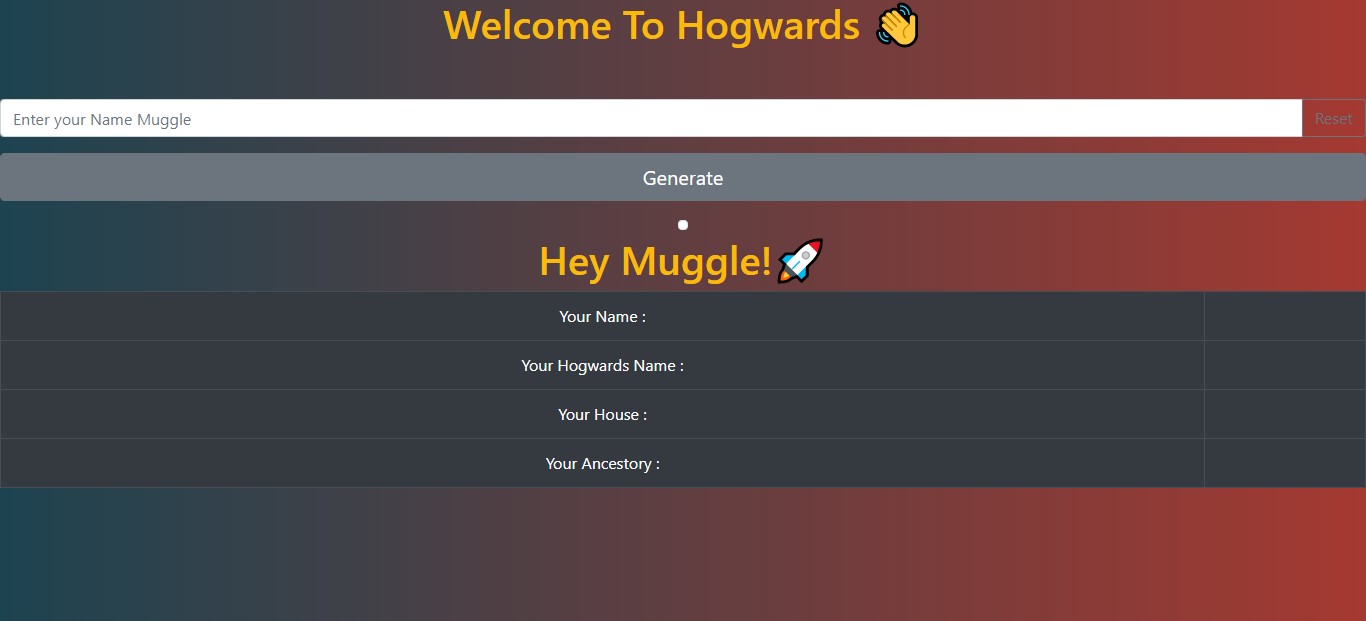 Welcome To Hogwards 👋
Enter your Name Muggle
Reset
Generate
Hey Muggle!🚀
Your Name :
Your Hogwards Name :
Your House :
Your Ancestory :